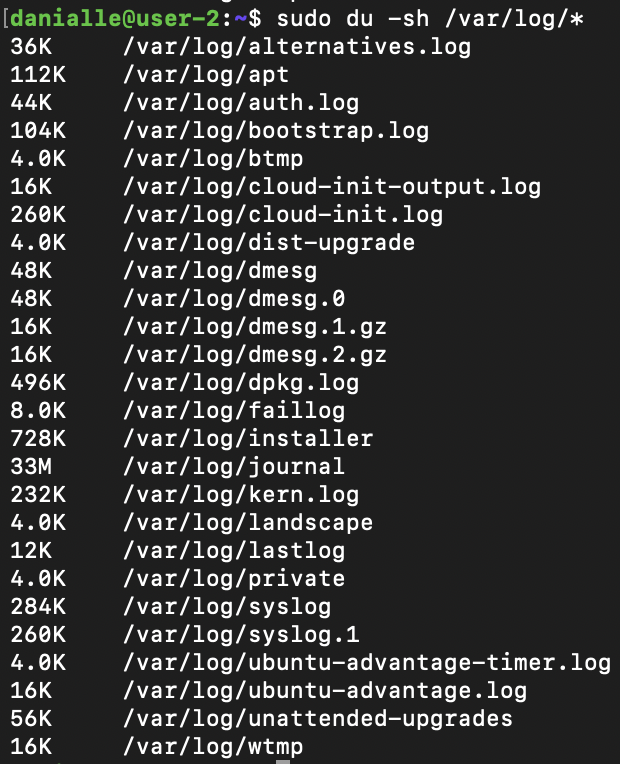 [danialle@user-2:~$ sudo du -sh /var/log/*
36K /var/log/alternatives.log
112K /var/log/apt
44K /var/log/auth.log
104K /var/log/bootstrap.log
4.0K /var/log/btmp
16K /var/log/cloud-init-output.log
260K /var/log/cloud-init.log
4.0K /var/log/dist-upgrade
48K /var/log/dmesg
48K /var/log/dmesg.0
16K /var/log/dmesg.1.gz
16K /var/log/dmesg.2.gz
496K /var/log/dpkg.log
8.0K /var/log/faillog
728K /var/log/installer
33M /var/log/journal
232K /var/log/kern.log
4.0K /var/log/landscape
12K /var/log/lastlog
4.0K /var/log/private
284K /var/log/syslog
260K /var/log/syslog.1
4.0K /var/log/ubuntu-advantage-timer.log
16K /var/log/ubuntu-advantage.log
56K /var/log/unattended-upgrades
16K /var/log/wtmp